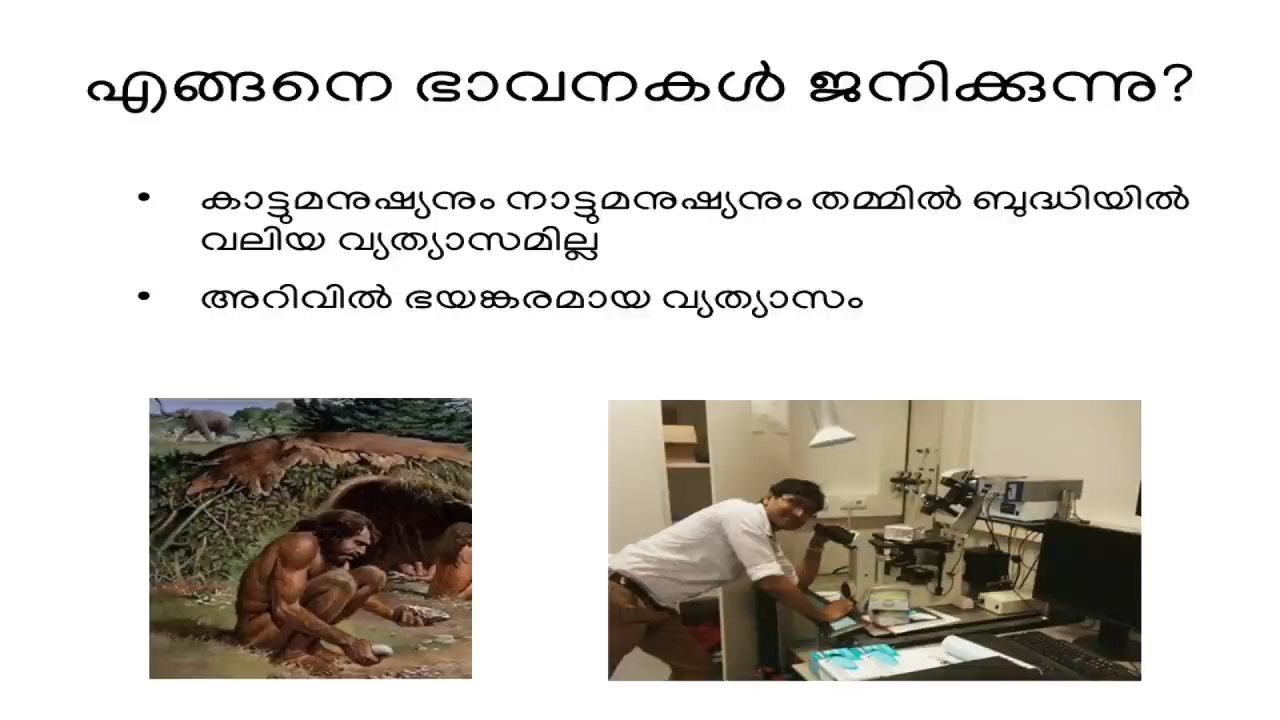 എങ്ങനെ ഭാവനകൾ ജനിക്കുന്നു?
• കാട്ടുമനുഷ്യനും നാട്ടുമനുഷ്യനും തമ്മിൽ ബുദ്ധിയിൽ
വലിയ വ്യത്യാസമില്ല
• അറിവിൽ ഭയങ്കരമായ വ്യത്യാസം